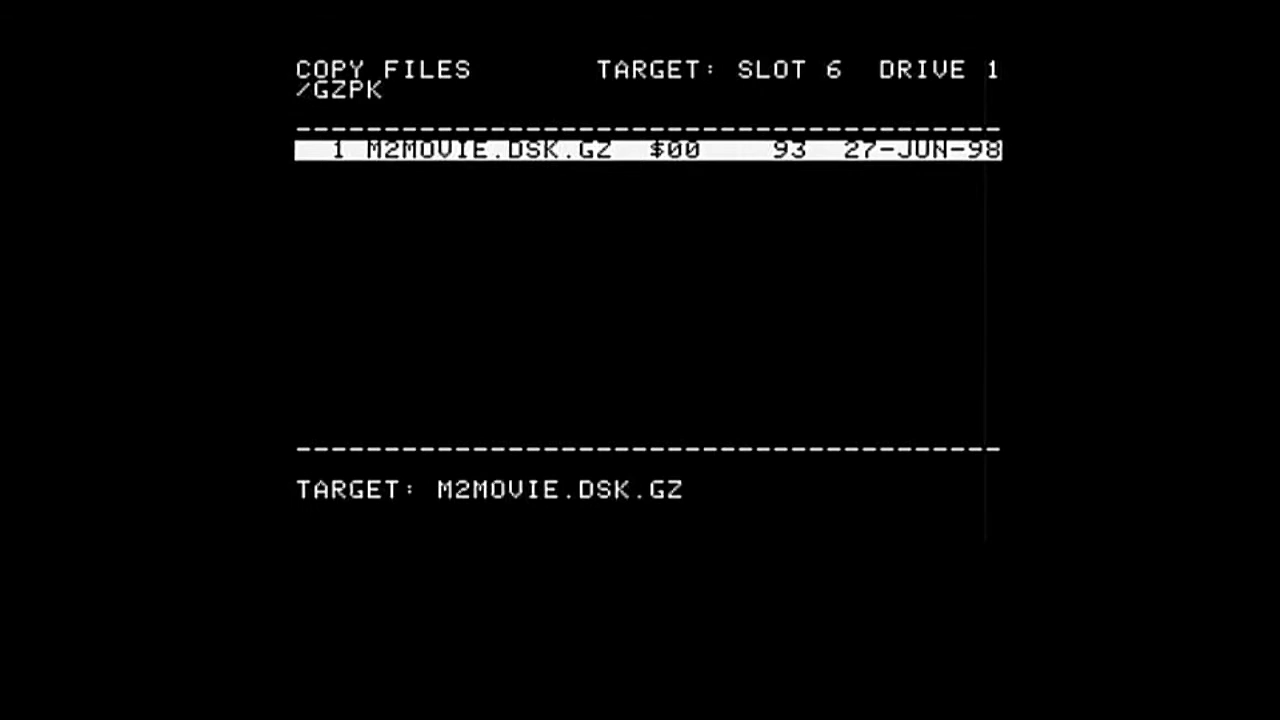 COPY FILES TARGET: SLOT 6 DRIVE 1
/GZPK
----------------------------------------
1 M2MOVIE.DSK.GZ $00 93 27-JUN-98
----------------------------------------
TARGET: M2MOVIE.DSK.GZ